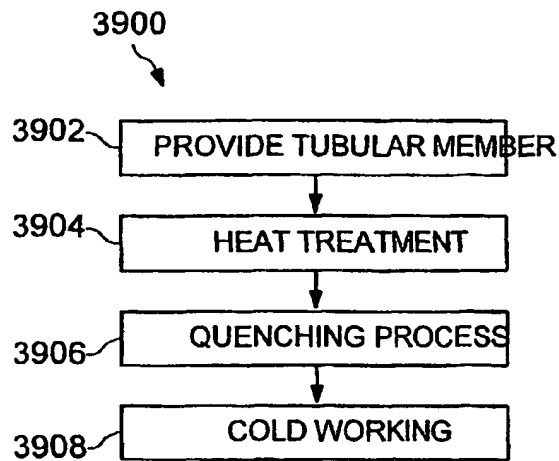 3900
3902 PROVIDE TUBULAR MEMBER
3904 HEAT TREATMENT
3906 QUENCHING PROCESS
3908 COLD WORKING